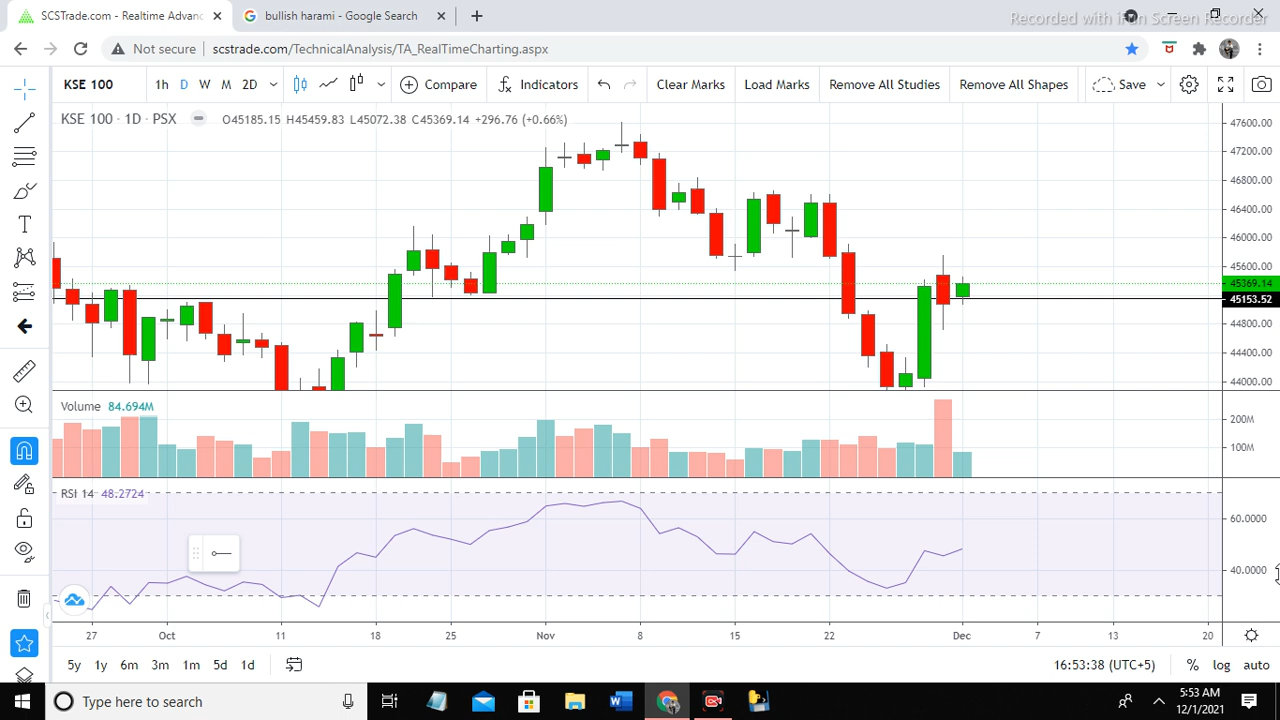 SCSTrade.com - Realtime Advanc
bullish harami - Google Search
Recorded with iFun Screen Recorder
Not secure
scstrade.com/TechnicalAnalysis/TA_RealTimeCharting.aspx
KSE 100
1h D W M 2D
Compare
Indicators
Clear Marks
Load Marks
Remove All Studies
Remove All Shapes
Save
KSE 100 · 1D · PSX
O45185.15 H45459.83 L45072.38 C45369.14 +296.76 (+0.66%)
47600.00
47200.00
46800.00
46400.00
46000.00
45600.00
45369.14
45153.52
44800.00
44400.00
44000.00
Volume 84.694M
200M
100M
RSI 14 48.2724
60.0000
40.0000
27 Oct 11 18 25 Nov 8 15 22 Dec 7 13 20
5y 1y 6m 3m 1m 5d 1d
16:53:38 (UTC+5)
% log auto
Type here to search
5:53 AM
12/1/2021